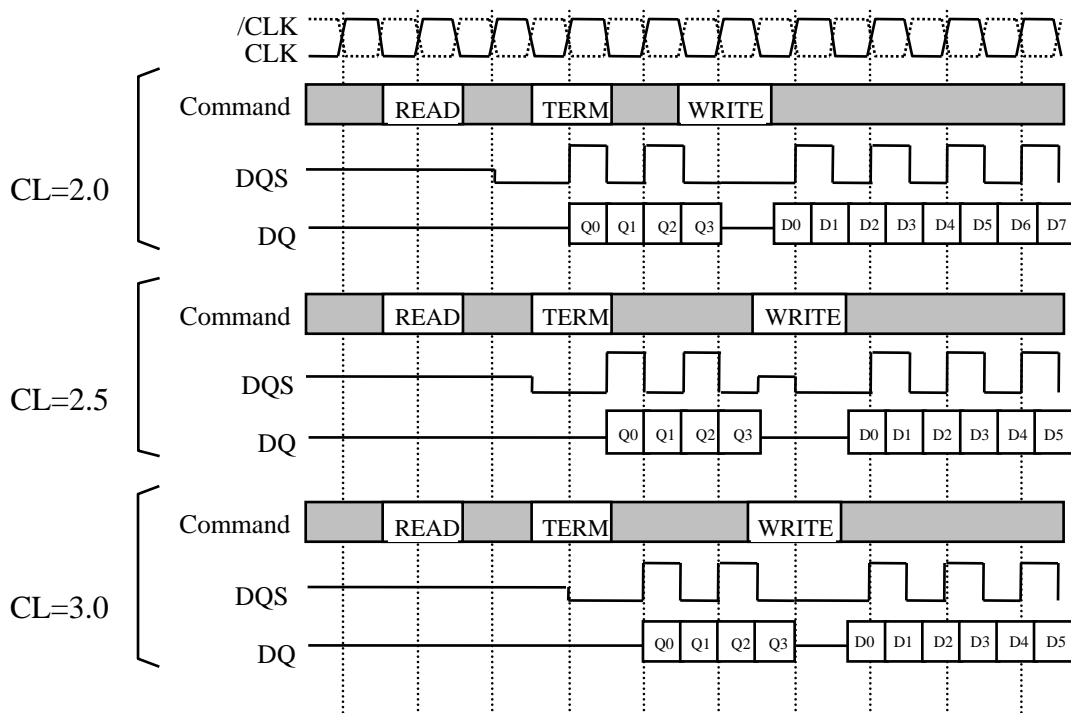 /CLK
CLK
CL=2.0
Command READ TERM WRITE
DQS
DQ Q0 Q1 Q2 Q3 D0 D1 D2 D3 D4 D5 D6 D7
CL=2.5
Command READ TERM WRITE
DQS
DQ Q0 Q1 Q2 Q3 D0 D1 D2 D3 D4 D5
CL=3.0
Command READ TERM WRITE
DQS
DQ Q0 Q1 Q2 Q3 D0 D1 D2 D3 D4 D5